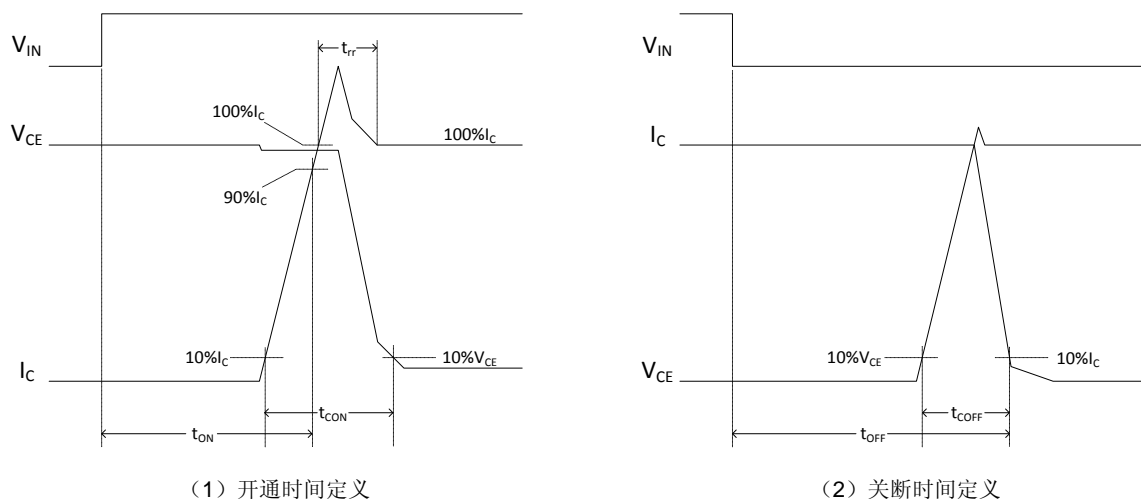 V_IN
t_rr
100%I_C
V_CE
100%I_C
90%I_C
10%I_C
10%V_CE
I_C
t_CON
t_ON
（1）开通时间定义
V_IN
I_C
10%V_CE
10%I_C
V_CE
t_COFF
t_OFF
（2）关断时间定义